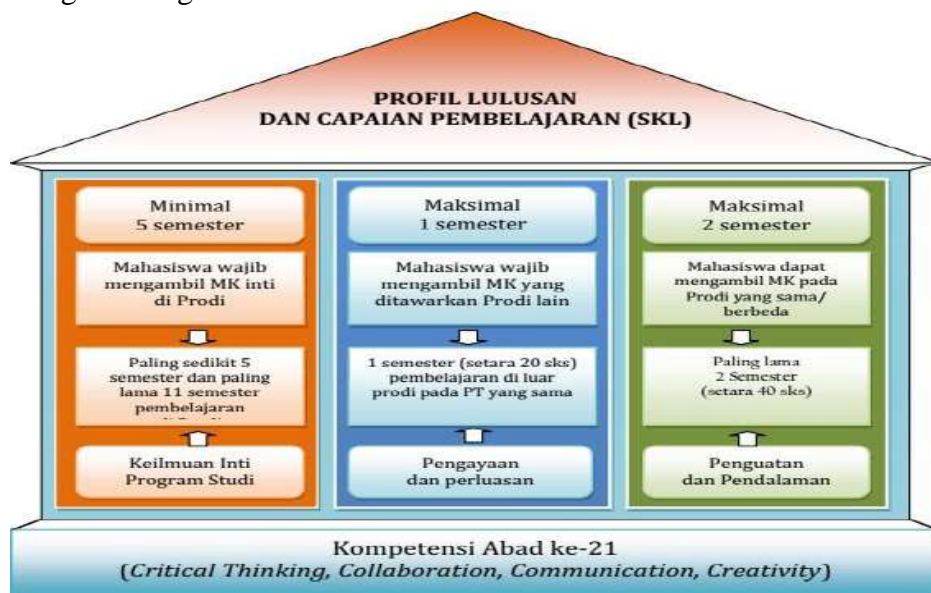 PROFIL LULUSAN
DAN CAPAIAN PEMBELAJARAN (SKL)
Minimal
5 semester
Mahasiswa wajib
mengambil MK inti
di Prodi
Paling sedikit 5
semester dan paling
lama 11 semester
pembelajaran
Keilmuan Inti
Program Studi
Maksimal
1 semester
Mahasiswa wajib
mengambil MK yang
ditawarkan Prodi lain
1 semester (setara 20 sks)
pembelajaran di luar
prodi pada PT yang sama
Pengayaan
dan perluasan
Maksimal
2 semester
Mahasiswa dapat
mengambil MK pada
Prodi yang sama/
berbeda
Paling lama
2 Semester
(setara 40 sks)
Penguatan
dan Pendalaman
Kompetensi Abad ke-21
(Critical Thinking, Collaboration, Communication, Creativity)